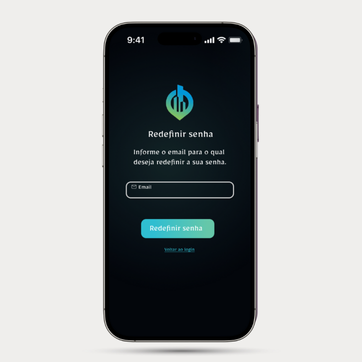 9:41
Redefinir senha
Informe o email para o qual
deseja redefinir a sua senha.
Email
Redefinir senha
Voltar ao login